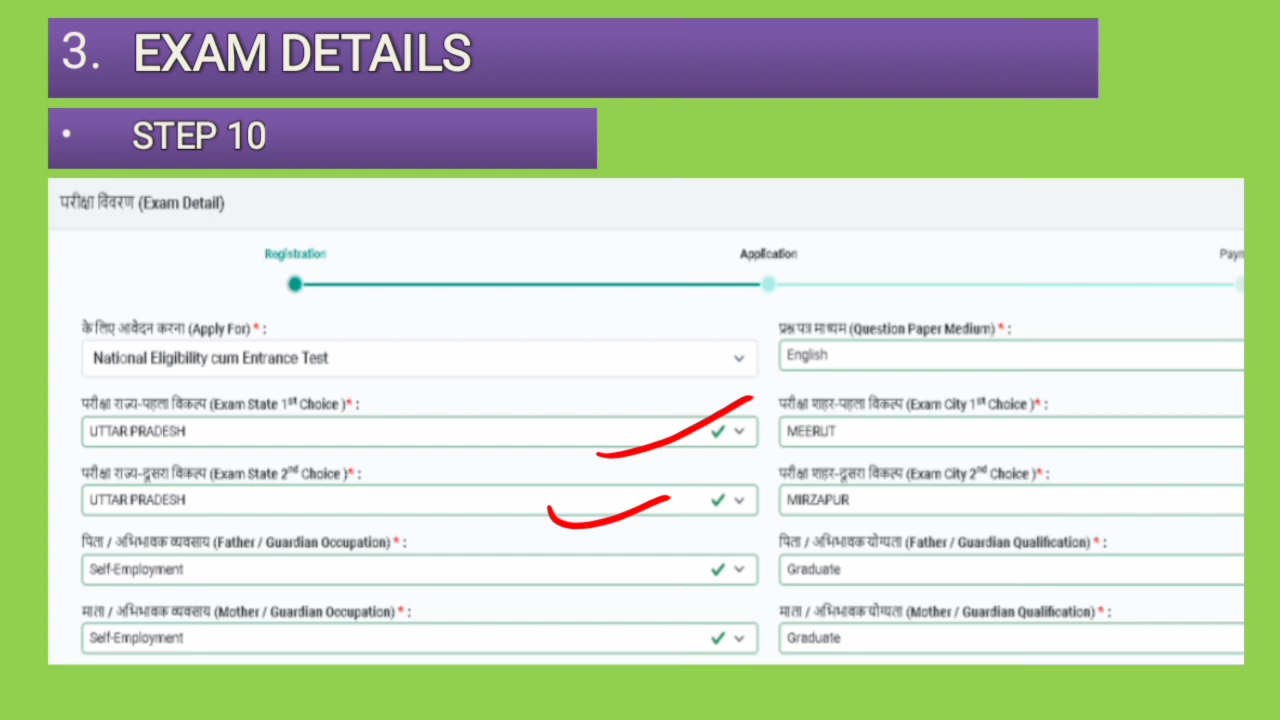 3. EXAM DETAILS
• STEP 10
परीक्षा विवरण (Exam Detail)
Registration Application Payn
के लिए आवेदन करना (Apply For) * : प्रश्न पत्र माध्यम (Question Paper Medium) * :
National Eligibility cum Entrance Test English
परीक्षा राज्य-पहला विकल्प (Exam State 1st Choice )* : परीक्षा शहर-पहला विकल्प (Exam City 1st Choice )* :
UTTAR PRADESH MEERUT
परीक्षा राज्य-दूसरा विकल्प (Exam State 2nd Choice )* : परीक्षा शहर-दूसरा विकल्प (Exam City 2nd Choice )* :
UTTAR PRADESH MIRZAPUR
पिता / अभिभावक व्यवसाय (Father / Guardian Occupation) * : पिता / अभिभावक योग्यता (Father / Guardian Qualification) * :
Self-Employment Graduate
माता / अभिभावक व्यवसाय (Mother / Guardian Occupation) * : माता / अभिभावक योग्यता (Mother / Guardian Qualification) * :
Self-Employment Graduate